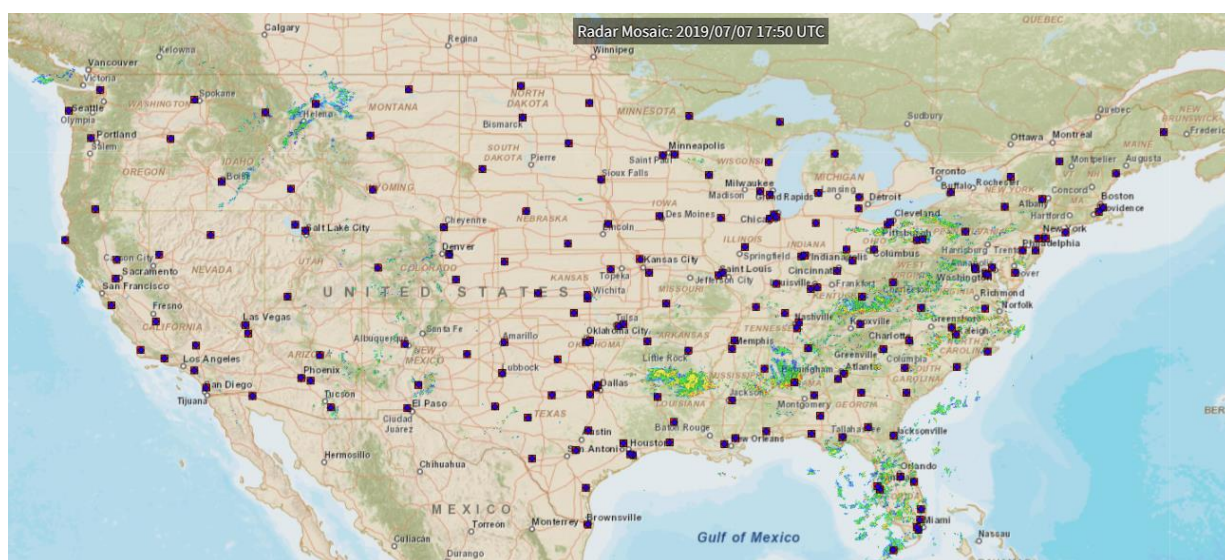 Radar Mosaic: 2019/07/07 17:50 UTC
QUEBEC
Calgary
Regina
Winnipeg
Kelowna
Vancouver
Victoria
Spokane
WASHINGTON
Seattle
Olympia
Helena
MONTANA
NORTH
DAKOTA
Bismarck
MINNESOTA
Sudbury
Quebec
NEW
BRUNSWICK
Frederic
Ottawa
Montreal
MAINE
Augusta
Montpelier
VT
NH
Portland
Salem
OREGON
IDAHO
Boise
WYOMING
SOUTH
DAKOTA
Pierre
Sioux Falls
Minneapolis
Saint Paul
WISCONSIN
Milwaukee
Madison
MICHIGAN
Grand Rapids
Lansing
Detroit
Toronto
Buffalo
Rochester
NEW YORK
Albany
Concord
Boston
Providence
Hartford
New York
Salt Lake City
Cheyenne
NEBRASKA
Lincoln
IOWA
Des Moines
Cleveland
Pittsburgh
OHIO
Columbus
Harrisburg
Philadelphia
Dover
Carson City
NEVADA
Sacramento
San Francisco
Fresno
CALIFORNIA
UTAH
Denver
COLORADO
UNITED STATES
KANSAS
Topeka
Kansas City
Wichita
MISSOURI
Jefferson City
ILLINOIS
Springfield
Saint Louis
INDIANA
Indianapolis
Cincinnati
Louisville
Frankfort
WEST
Washington
Richmond
Norfolk
Las Vegas
Los Angeles
San Diego
Tijuana
ARIZONA
Phoenix
Tucson
Santa Fe
Albuquerque
NEW
MEXICO
Amarillo
Lubbock
Oklahoma City
OKLAHOMA
Tulsa
ARKANSAS
Little Rock
Memphis
TENNESSEE
Nashville
Greensboro
Charlotte
Columbia
SOUTH
CAROLINA
Greenville
Atlanta
GEORGIA
Birmingham
Montgomery
MISSISSIPPI
Jackson
LOUISIANA
Baton Rouge
New Orleans
Dallas
TEXAS
Austin
San Antonio
Houston
El Paso
Ciudad
Juárez
Hermosillo
Chihuahua
MEXICO
Torreón
Monterrey
Brownsville
Culiacán
Durango
Tallahassee
Jacksonville
Orlando
Miami
Nassau
Gulf of Mexico
BER